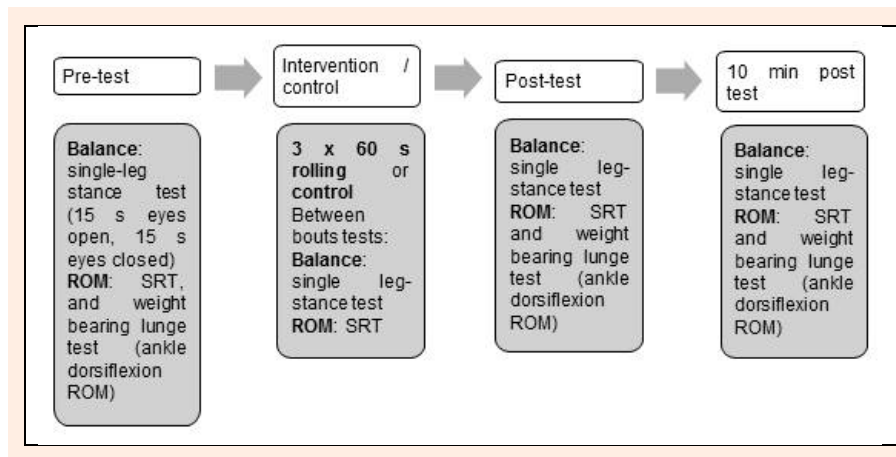 Pre-test
Intervention /
control
Post-test
10 min post
test
Balance:
single-leg
stance test
(15 s eyes
open, 15 s
eyes closed)
ROM: SRT,
and weight
bearing lunge
test (ankle
dorsiflexion
ROM)
3 x 60 s
rolling or
control
Between
bouts tests:
Balance:
single leg-
stance test
ROM: SRT
Balance:
single leg-
stance test
ROM: SRT
and weight
bearing lunge
test (ankle
dorsiflexion
ROM)
Balance:
single leg-
stance test
ROM: SRT
and weight
bearing lunge
test (ankle
dorsiflexion
ROM)